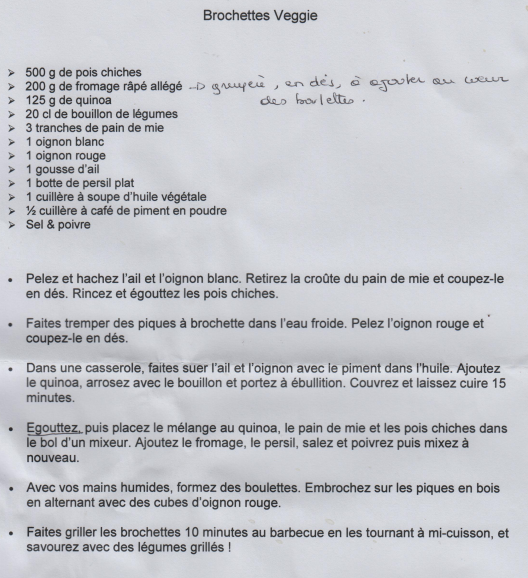 Brochettes Veggie
➢ 500 g de pois chiches
➢ 200 g de fromage râpé allégé → gruyère, en dés, à ajouter au cœur
des boulettes.
➢ 125 g de quinoa
➢ 20 cl de bouillon de légumes
➢ 3 tranches de pain de mie
➢ 1 oignon blanc
➢ 1 oignon rouge
➢ 1 gousse d'ail
➢ 1 botte de persil plat
➢ 1 cuillère à soupe d'huile végétale
➢ ½ cuillère à café de piment en poudre
➢ Sel & poivre
• Pelez et hachez l'ail et l'oignon blanc. Retirez la croûte du pain de mie et coupez-le
en dés. Rincez et égouttez les pois chiches.
• Faites tremper des piques à brochette dans l'eau froide. Pelez l'oignon rouge et
coupez-le en dés.
• Dans une casserole, faites suer l'ail et l'oignon avec le piment dans l'huile. Ajoutez
le quinoa, arrosez avec le bouillon et portez à ébullition. Couvrez et laissez cuire 15
minutes.
• Egouttez, puis placez le mélange au quinoa, le pain de mie et les pois chiches dans
le bol d'un mixeur. Ajoutez le fromage, le persil, salez et poivrez puis mixez à
nouveau.
• Avec vos mains humides, formez des boulettes. Embrochez sur les piques en bois
en alternant avec des cubes d'oignon rouge.
• Faites griller les brochettes 10 minutes au barbecue en les tournant à mi-cuisson, et
savourez avec des légumes grillés !